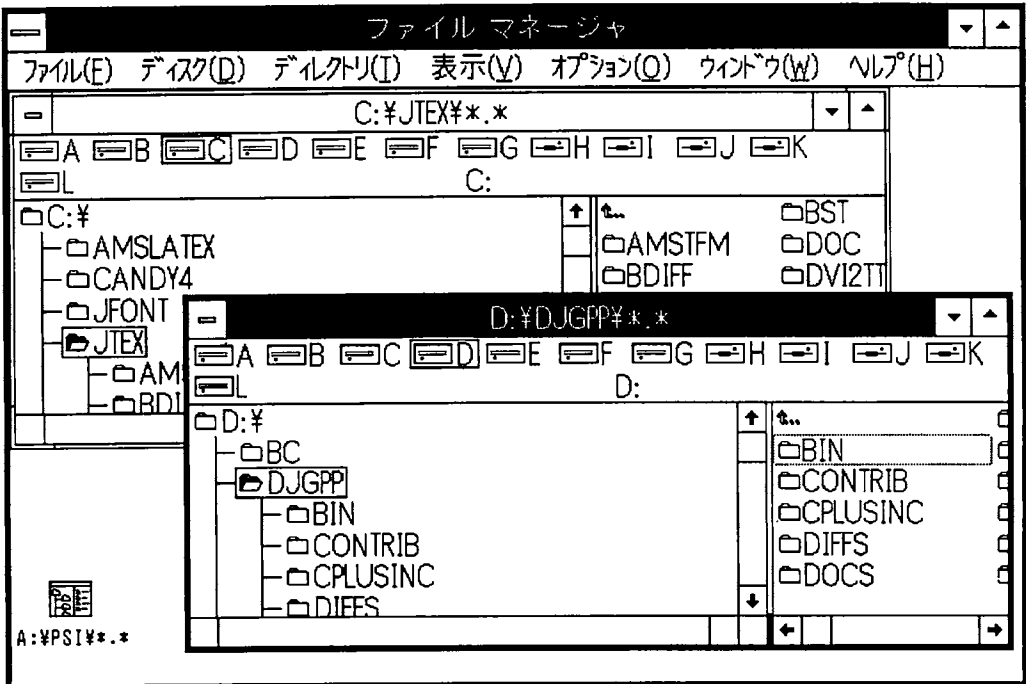 ファイル マネージャ
ファイル(F) ディスク(D) ディレクトリ(T) 表示(V) オプション(O) ウィンドウ(W) ヘルプ(H)
C:¥JTEX¥*.*
A B C D E F G H I J K
L C:
C:¥
AMSLATEX
CANDY4
JFONT
JTEX
AM
BDI
BST
AMSTFM DOC
BDIFF DVI2TT
D:¥DJGPP¥*.*
A B C D E F G H I J K
L D:
D:¥
BC
DJGPP
BIN
CONTRIB
CPLUSINC
DIFFS
BIN
CONTRIB
CPLUSINC
DIFFS
DOCS
A:¥PSI¥*.*